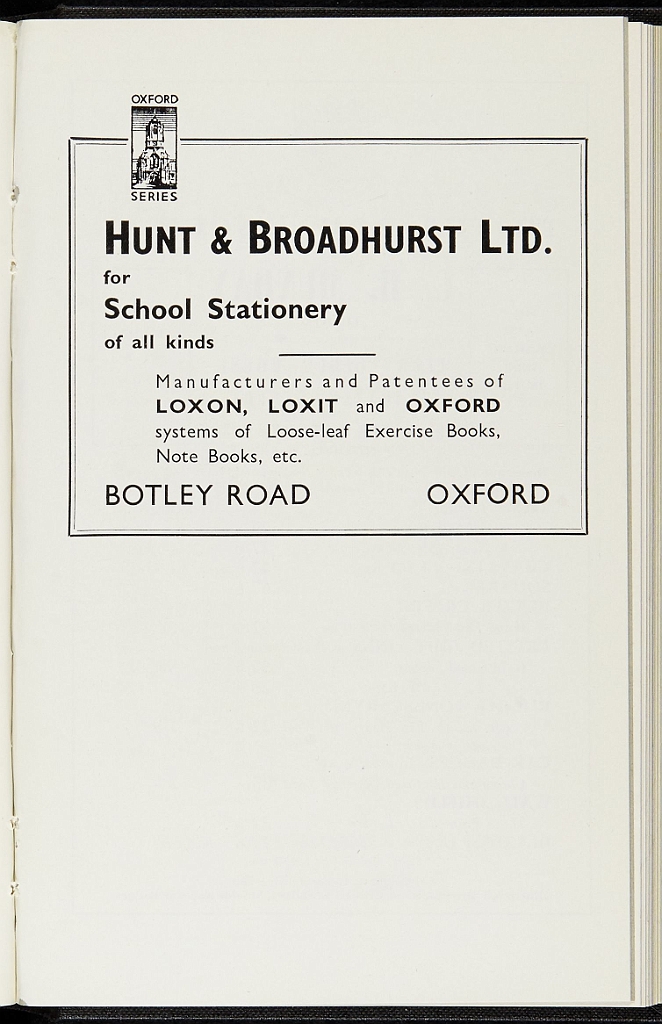 OXFORD
SERIES
HUNT & BROADHURST LTD.
for
School Stationery
of all kinds
Manufacturers and Patentees of
LOXON, LOXIT and OXFORD
systems of Loose-leaf Exercise Books,
Note Books, etc.
BOTLEY ROAD OXFORD